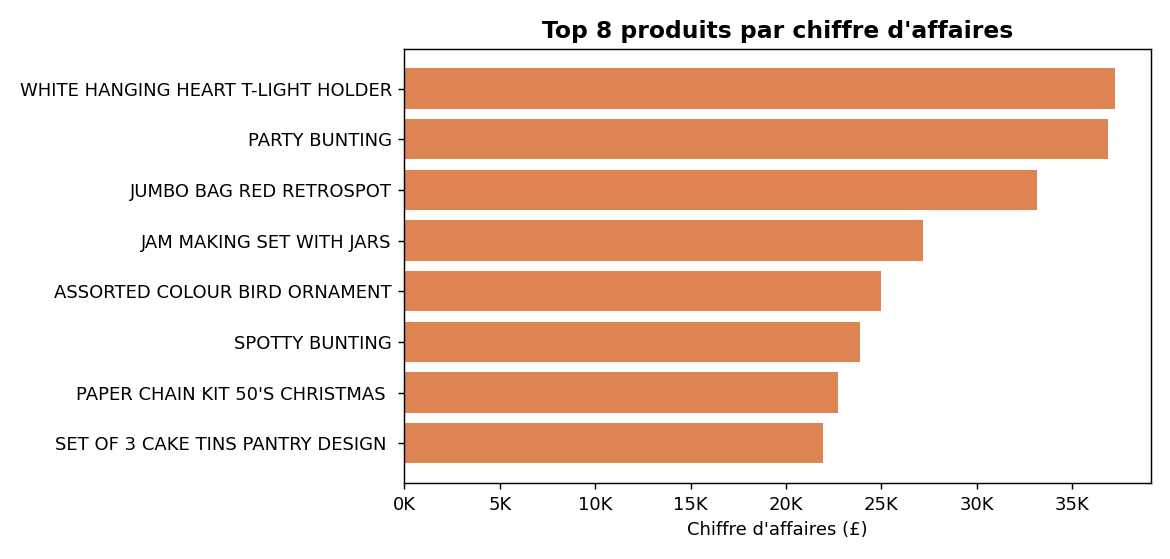 Top 8 produits par chiffre d'affaires
WHITE HANGING HEART T-LIGHT HOLDER
PARTY BUNTING
JUMBO BAG RED RETROSPOT
JAM MAKING SET WITH JARS
ASSORTED COLOUR BIRD ORNAMENT
SPOTTY BUNTING
PAPER CHAIN KIT 50'S CHRISTMAS
SET OF 3 CAKE TINS PANTRY DESIGN
0K 5K 10K 15K 20K 25K 30K 35K
Chiffre d'affaires (£)